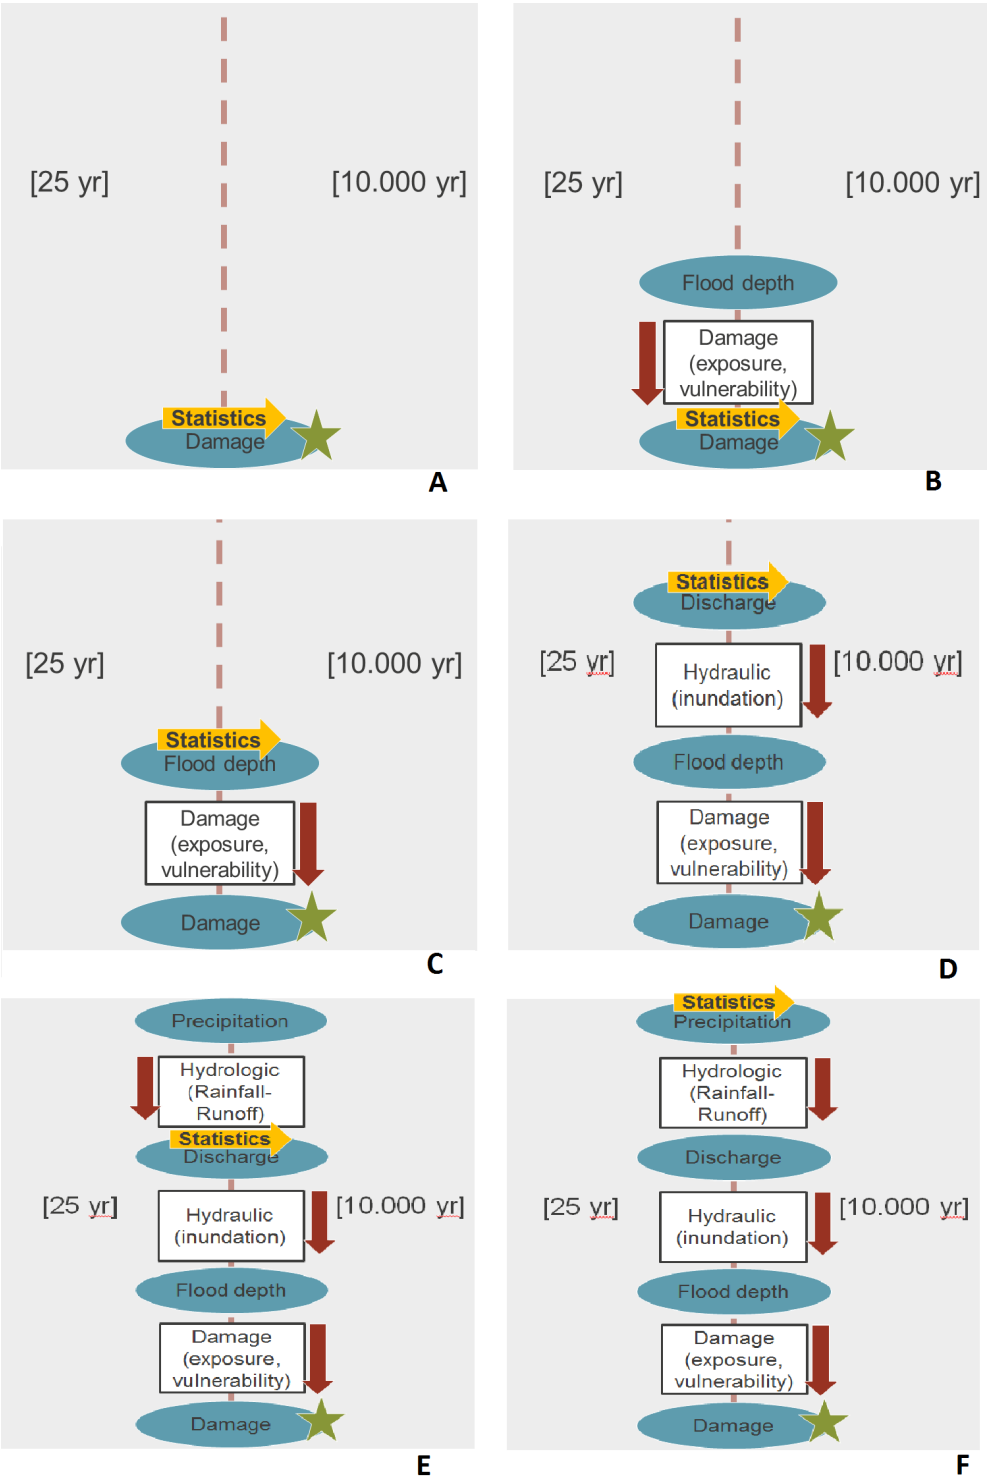 [25 yr]
[10.000 yr]
Statistics
Damage
A
[25 yr]
[10.000 yr]
Flood depth
Damage
(exposure,
vulnerability)
Statistics
Damage
B
[25 yr]
[10.000 yr]
Statistics
Flood depth
Damage
(exposure,
vulnerability)
Damage
C
Statistics
Discharge
[25 yr]
Hydraulic
(inundation)
[10.000 yr]
Flood depth
Damage
(exposure,
vulnerability)
Damage
D
Precipitation
Hydrologic
(Rainfall-
Runoff)
Statistics
Discharge
[25 yr]
Hydraulic
(inundation)
[10.000 yr]
Flood depth
Damage
(exposure,
vulnerability)
Damage
E
Statistics
Precipitation
Hydrologic
(Rainfall-
Runoff)
Discharge
[25 yr]
Hydraulic
(inundation)
[10.000 yr]
Flood depth
Damage
(exposure,
vulnerability)
Damage
F